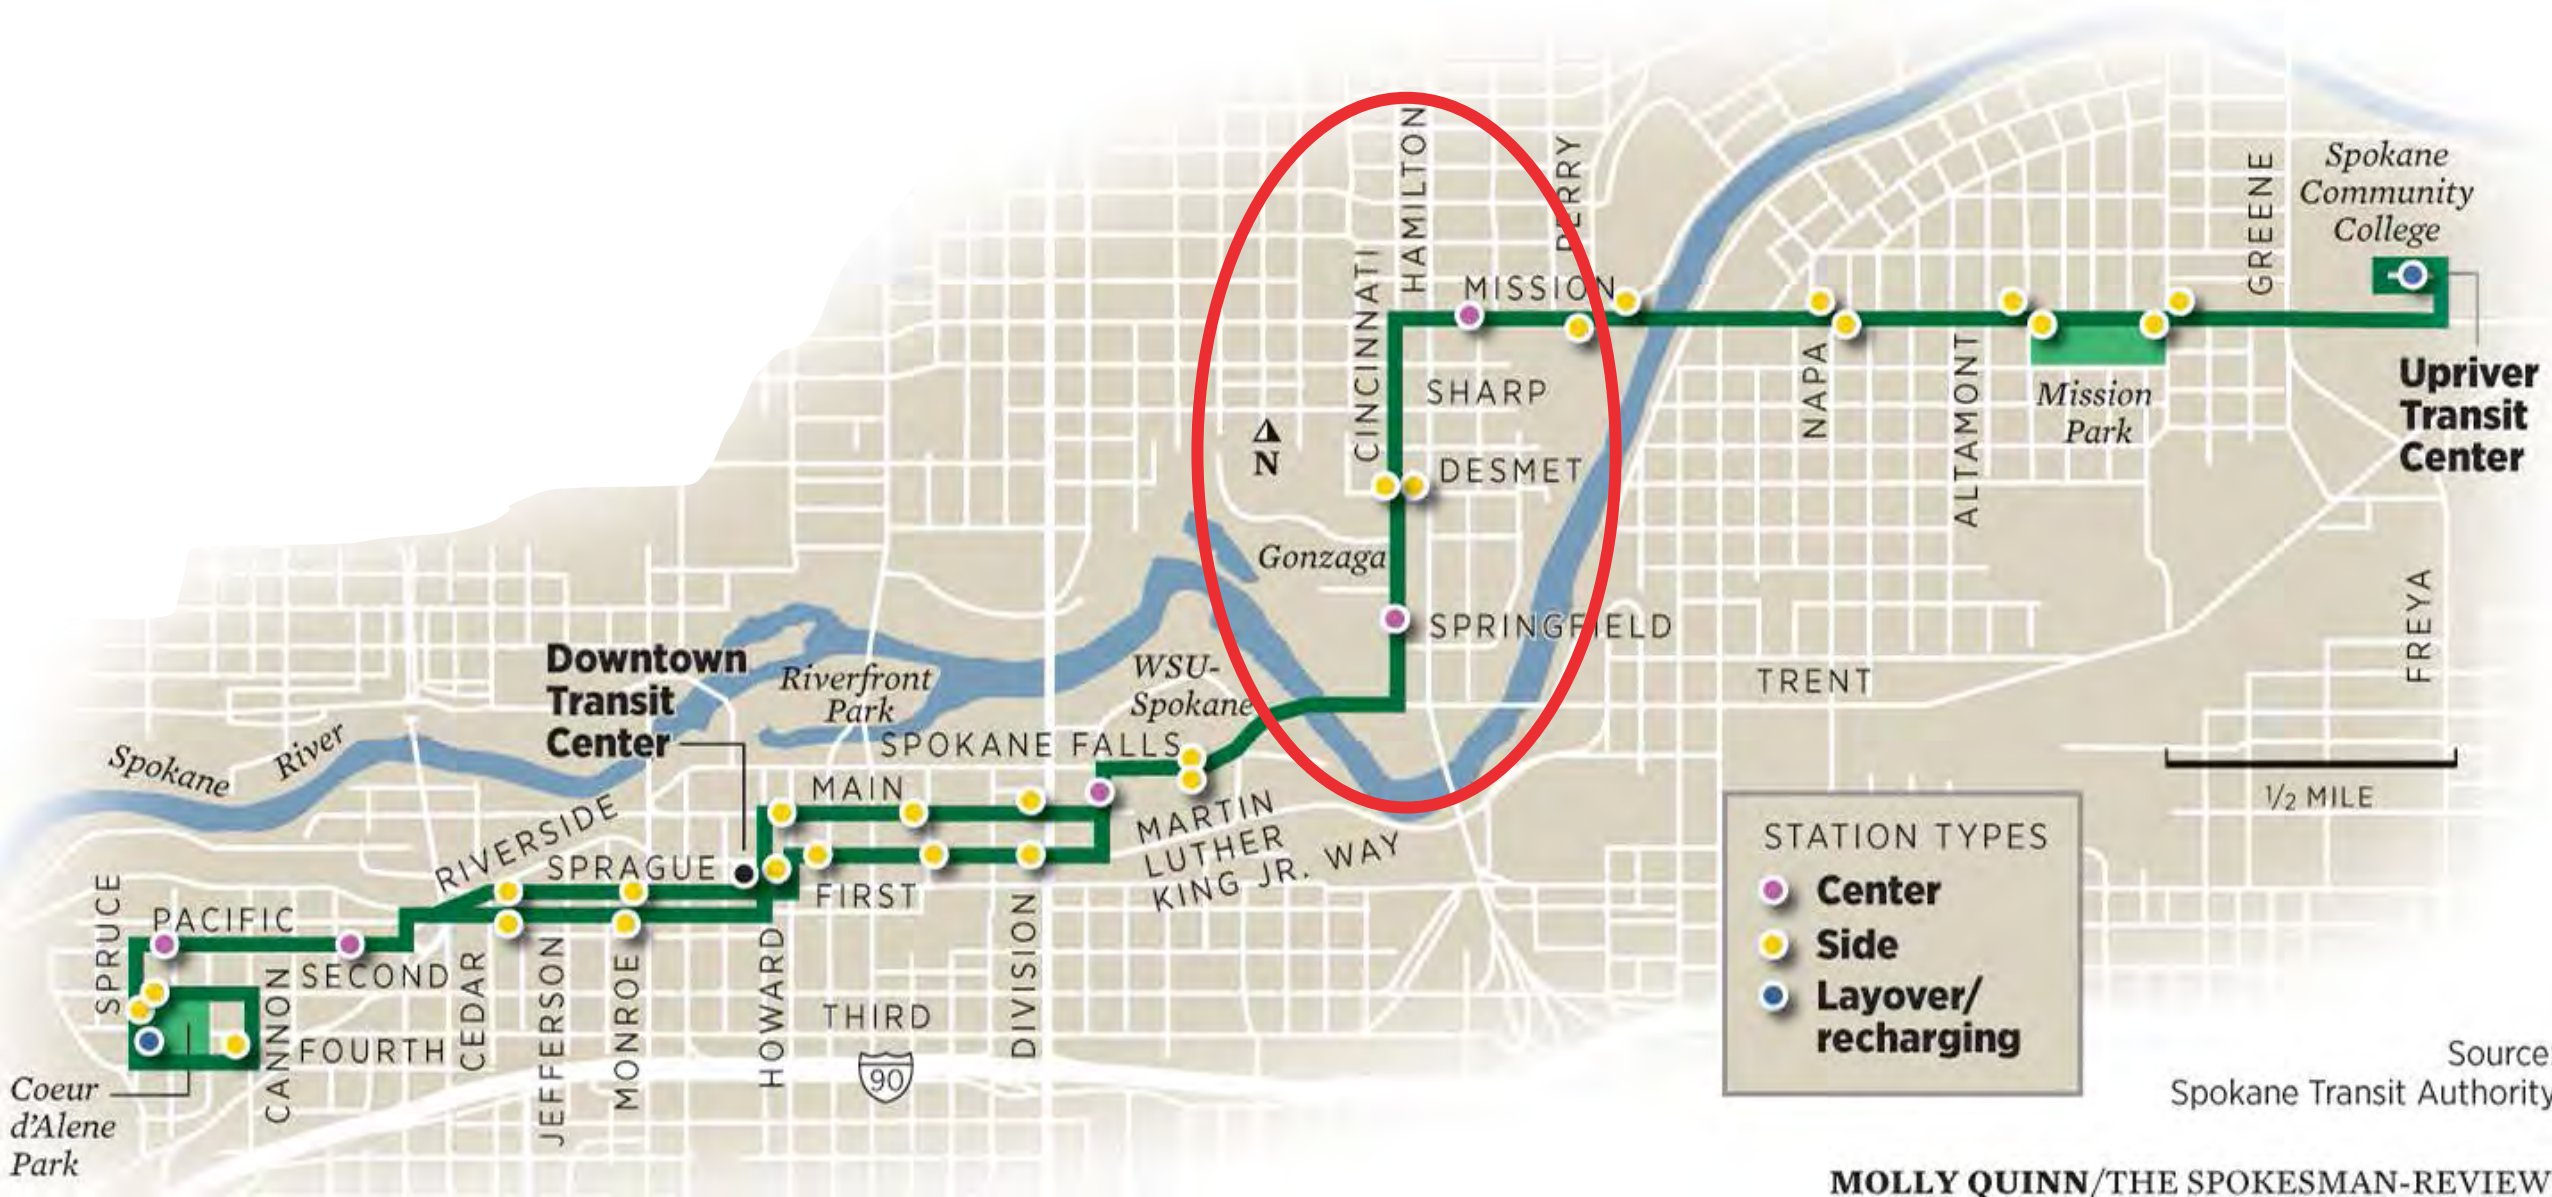 HAMILTON
PERRY
CINCINNATI
MISSION
SHARP
DESMET
N
Gonzaga
SPRINGFIELD
GREENE
Spokane
Community
College
Upriver
Transit
Center
NAPA
ALTAMONT
Mission
Park
FREYA
TRENT
1/2 MILE
Downtown
Transit
Center
Riverfront
Park
WSU-
Spokane
Spokane River
SPOKANE FALLS
MAIN
RIVERSIDE
SPRAGUE
FIRST
MARTIN
LUTHER
KING JR. WAY
SPRUCE
PACIFIC
SECOND
CANNON
FOURTH
CEDAR
JEFFERSON
MONROE
HOWARD
THIRD
DIVISION
90
Coeur
d'Alene
Park
STATION TYPES
Center
Side
Layover/
recharging
Source:
Spokane Transit Authority
MOLLY QUINN/THE SPOKESMAN-REVIEW